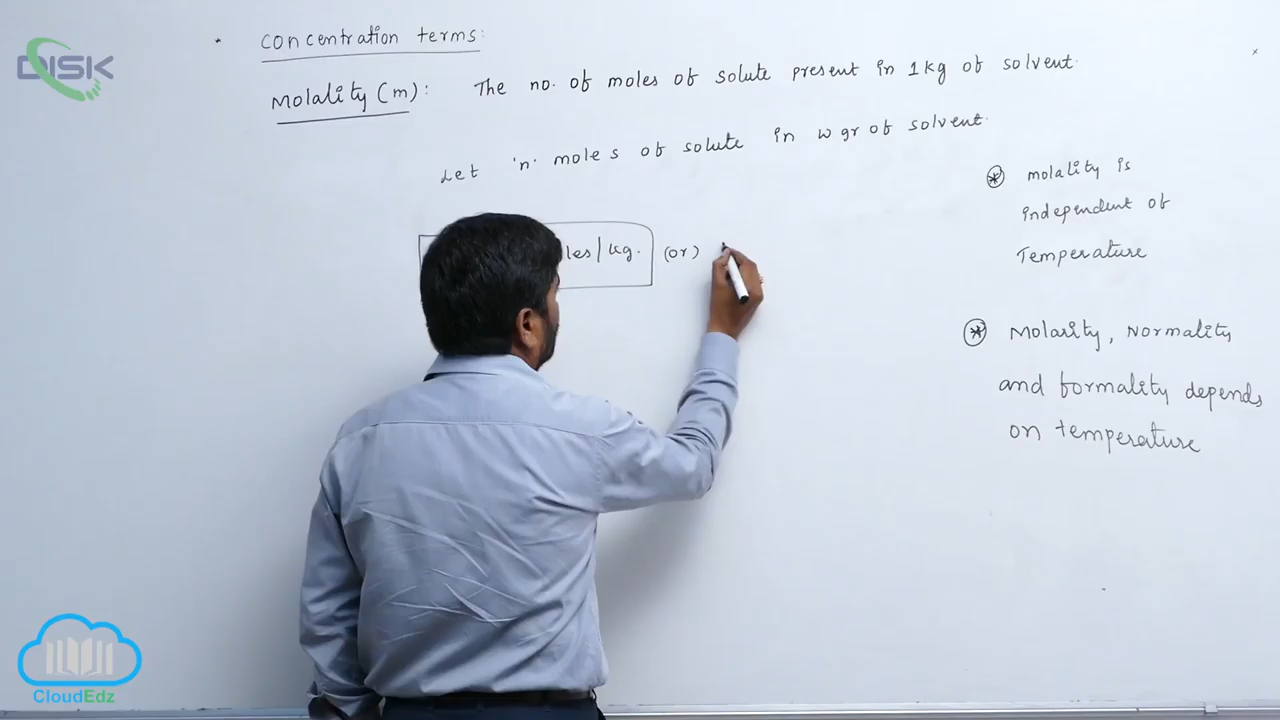 DISK
Concentration terms:
Molality (m): The no. of moles of solute present in 1kg of solvent.
Let 'n' moles of solute in w gr of solvent.
les/kg. (or)
* Molality is
independent of
Temperature
* Molarity, Normality
and formality depends
on temperature
CloudEdz